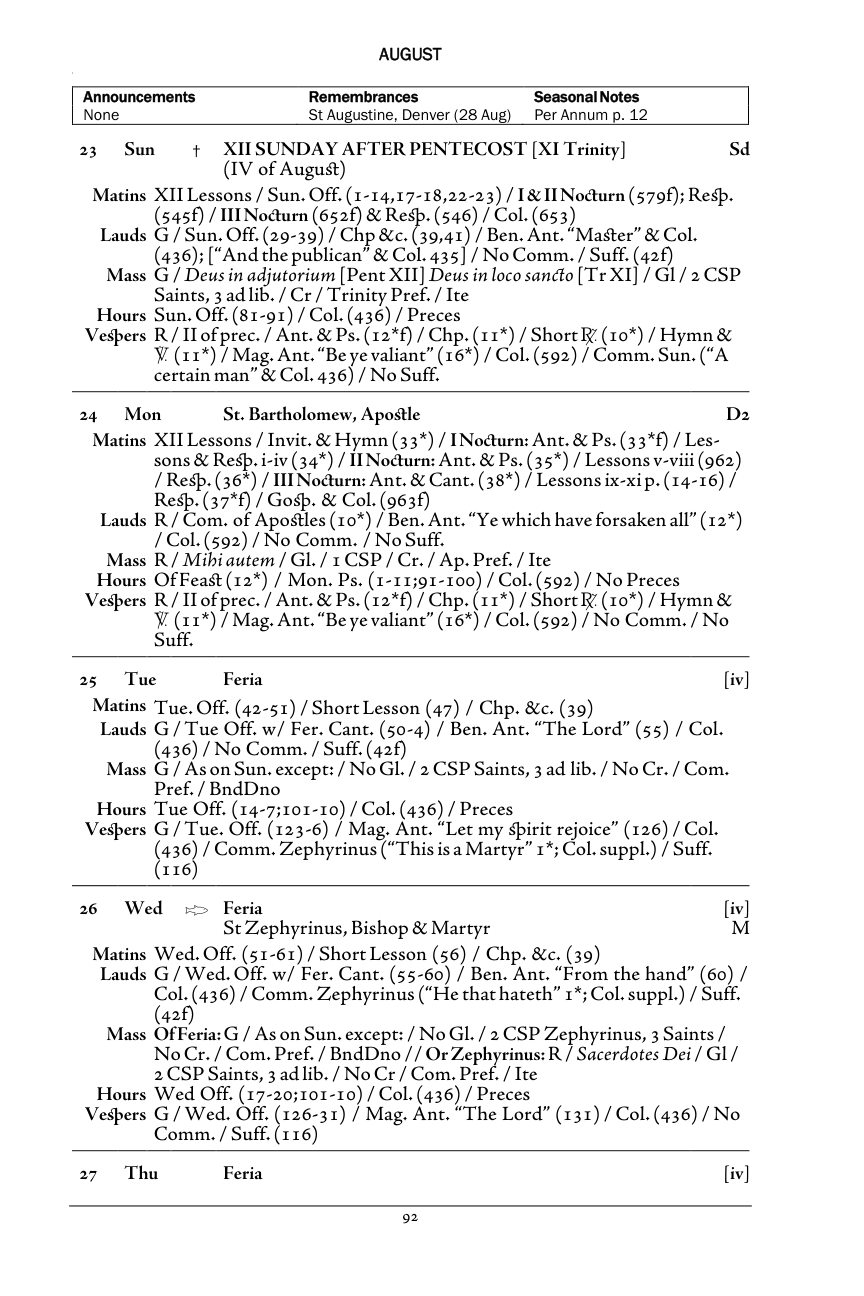 AUGUST
Announcements Remembrances Seasonal Notes
None St Augustine, Denver (28 Aug) Per Annum p. 12
23 Sun † XII SUNDAY AFTER PENTECOST [XI Trinity] Sd
(IV of August)
Matins XII Lessons / Sun. Off. (1-14,17-18,22-23) / I & II Nocturn (579f); Resp.
(545f) / III Nocturn (652f) & Resp. (546) / Col. (653)
Lauds G / Sun. Off. (29-39) / Chp &c. (39,41) / Ben. Ant. “Master” & Col.
(436); [“And the publican” & Col. 435] / No Comm. / Suff. (42f)
Mass G / Deus in adjutorium [Pent XII] Deus in loco sancto [Tr XI] / Gl / 2 CSP
Saints, 3 ad lib. / Cr / Trinity Pref. / Ite
Hours Sun. Off. (81-91) / Col. (436) / Preces
Vespers R / II of prec. / Ant. & Ps. (12*f) / Chp. (11*) / Short ℟. (10*) / Hymn &
℣. (11*) / Mag. Ant. “Be ye valiant” (16*) / Col. (592) / Comm. Sun. (“A
certain man” & Col. 436) / No Suff.
24 Mon St. Bartholomew, Apostle D2
Matins XII Lessons / Invit. & Hymn (33*) / I Nocturn: Ant. & Ps. (33*f) / Les-
sons & Resp. i-iv (34*) / II Nocturn: Ant. & Ps. (35*) / Lessons v-viii (962)
/ Resp. (36*) / III Nocturn: Ant. & Cant. (38*) / Lessons ix-xi p. (14-16) /
Resp. (37*f) / Gosp. & Col. (963f)
Lauds R / Com. of Apostles (10*) / Ben. Ant. “Ye which have forsaken all” (12*)
/ Col. (592) / No Comm. / No Suff.
Mass R / Mihi autem / Gl. / 1 CSP / Cr. / Ap. Pref. / Ite
Hours Of Feast (12*) / Mon. Ps. (1-11;91-100) / Col. (592) / No Preces
Vespers R / II of prec. / Ant. & Ps. (12*f) / Chp. (11*) / Short ℟. (10*) / Hymn &
℣. (11*) / Mag. Ant. “Be ye valiant” (16*) / Col. (592) / No Comm. / No
Suff.
25 Tue Feria [iv]
Matins Tue. Off. (42-51) / Short Lesson (47) / Chp. &c. (39)
Lauds G / Tue Off. w/ Fer. Cant. (50-4) / Ben. Ant. “The Lord” (55) / Col.
(436) / No Comm. / Suff. (42f)
Mass G / As on Sun. except: / No Gl. / 2 CSP Saints, 3 ad lib. / No Cr. / Com.
Pref. / BndDno
Hours Tue Off. (14-7;101-10) / Col. (436) / Preces
Vespers G / Tue. Off. (123-6) / Mag. Ant. “Let my spirit rejoice” (126) / Col.
(436) / Comm. Zephyrinus (“This is a Martyr” 1*; Col. suppl.) / Suff.
(116)
26 Wed ➩ Feria [iv]
St Zephyrinus, Bishop & Martyr M
Matins Wed. Off. (51-61) / Short Lesson (56) / Chp. &c. (39)
Lauds G / Wed. Off. w/ Fer. Cant. (55-60) / Ben. Ant. “From the hand” (60) /
Col. (436) / Comm. Zephyrinus (“He that hateth” 1*; Col. suppl.) / Suff.
(42f)
Mass Of Feria: G / As on Sun. except: / No Gl. / 2 CSP Zephyrinus, 3 Saints /
No Cr. / Com. Pref. / BndDno // Or Zephyrinus: R / Sacerdotes Dei / Gl /
2 CSP Saints, 3 ad lib. / No Cr / Com. Pref. / Ite
Hours Wed Off. (17-20;101-10) / Col. (436) / Preces
Vespers G / Wed. Off. (126-31) / Mag. Ant. “The Lord” (131) / Col. (436) / No
Comm. / Suff. (116)
27 Thu Feria [iv]
92